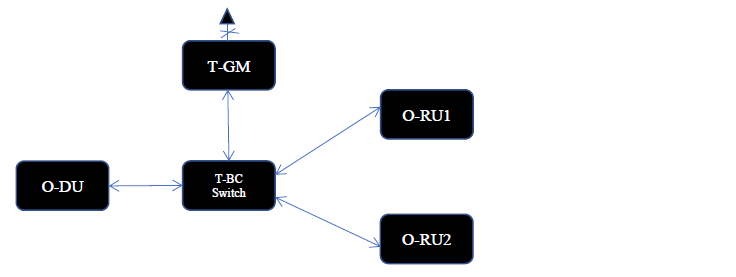 T-GM
O-RU1
O-DU
T-BC
Switch
O-RU2